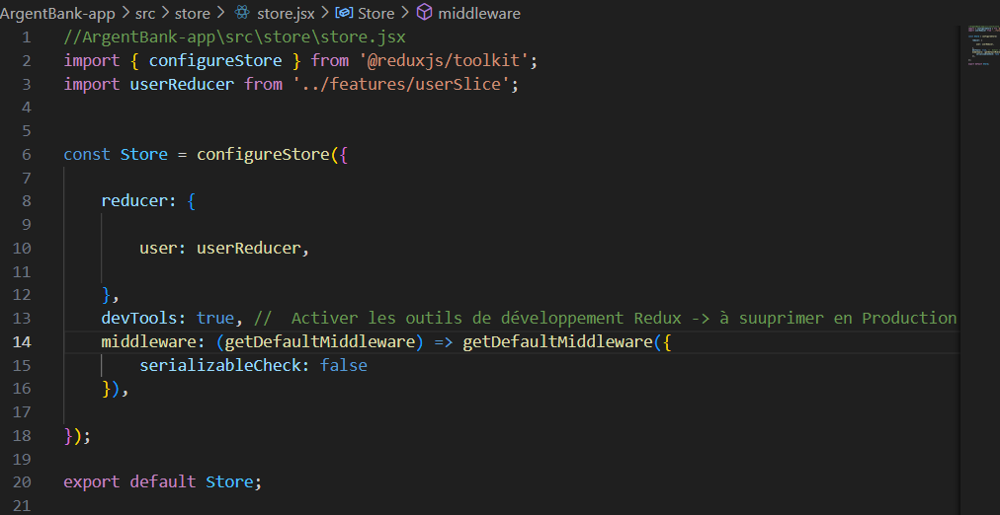 ArgentBank-app > src > store > store.jsx > Store > middleware
1 //ArgentBank-app\src\store\store.jsx
2 import { configureStore } from '@reduxjs/toolkit';
3 import userReducer from '../features/userSlice';
4
5
6 const Store = configureStore({
7
8 reducer: {
9
10 user: userReducer,
11
12 },
13 devTools: true, //  Activer les outils de développement Redux -> à suuprimer en Production
14 middleware: (getDefaultMiddleware) => getDefaultMiddleware({
15 serializableCheck: false
16 }),
17
18 });
19
20 export default Store;
21